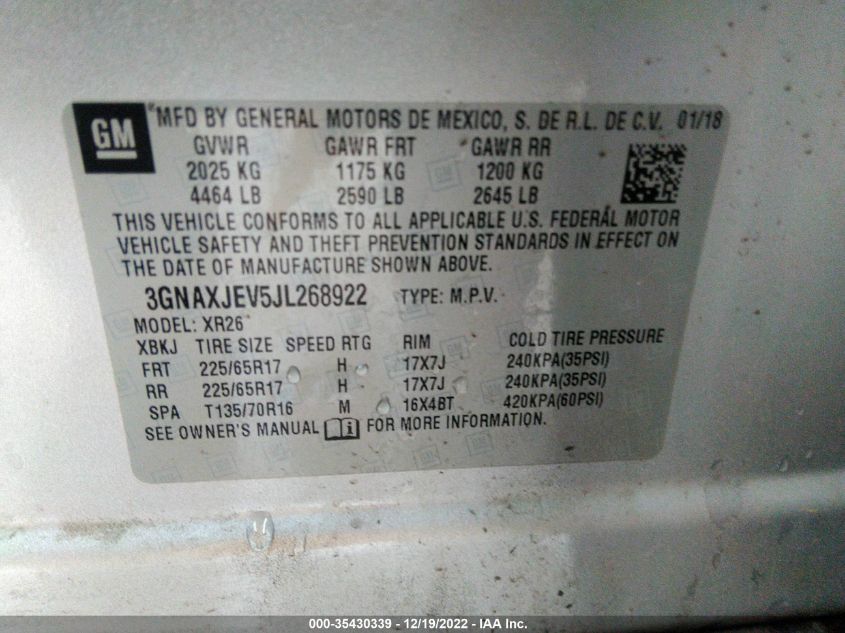 GM
*MFD BY GENERAL MOTORS DE MEXICO, S. DE R.L. DE C.V. 01/18
GVWR GAWR FRT GAWR RR
2025 KG 1175 KG 1200 KG
4464 LB 2590 LB 2645 LB
THIS VEHICLE CONFORMS TO ALL APPLICABLE U.S. FEDERAL MOTOR
VEHICLE SAFETY AND THEFT PREVENTION STANDARDS IN EFFECT ON
THE DATE OF MANUFACTURE SHOWN ABOVE.
3GNAXJEV5JL268922 TYPE: M.P.V.
MODEL: XR26
XBKJ TIRE SIZE SPEED RTG RIM COLD TIRE PRESSURE
FRT 225/65R17 H 17X7J 240KPA(35PSI)
RR 225/65R17 H 17X7J 240KPA(35PSI)
SPA T135/70R16 M 16X4BT 420KPA(60PSI)
SEE OWNER'S MANUAL FOR MORE INFORMATION.
000-35430339 - 12/19/2022 - IAA Inc.